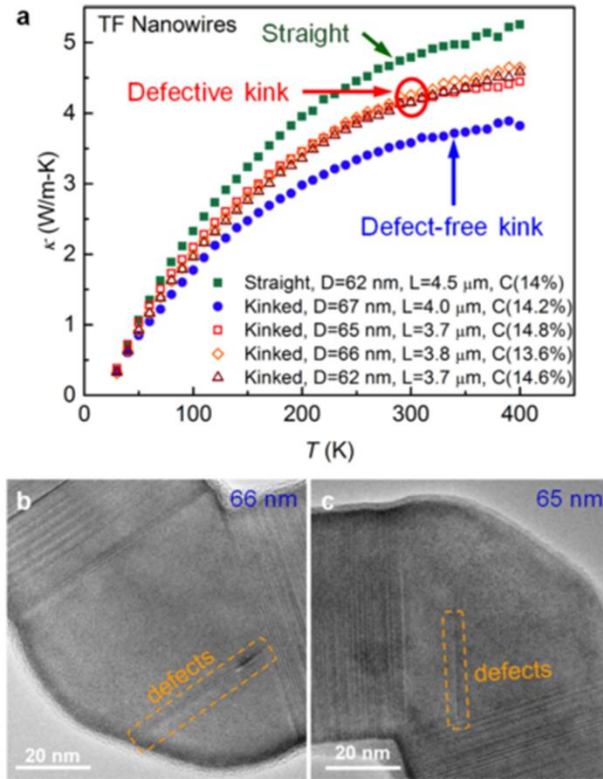 a
TF Nanowires
Straight
Defective kink
Defect-free kink
κ (W/m-K)
5
4
3
2
1
0
Straight, D=62 nm, L=4.5 μm, C(14%)
Kinked, D=67 nm, L=4.0 μm, C(14.2%)
Kinked, D=65 nm, L=3.7 μm, C(14.8%)
Kinked, D=66 nm, L=3.8 μm, C(13.6%)
Kinked, D=62 nm, L=3.7 μm, C(14.6%)
0 100 200 300 400
T (K)
b
66 nm
defects
20 nm
c
65 nm
defects
20 nm